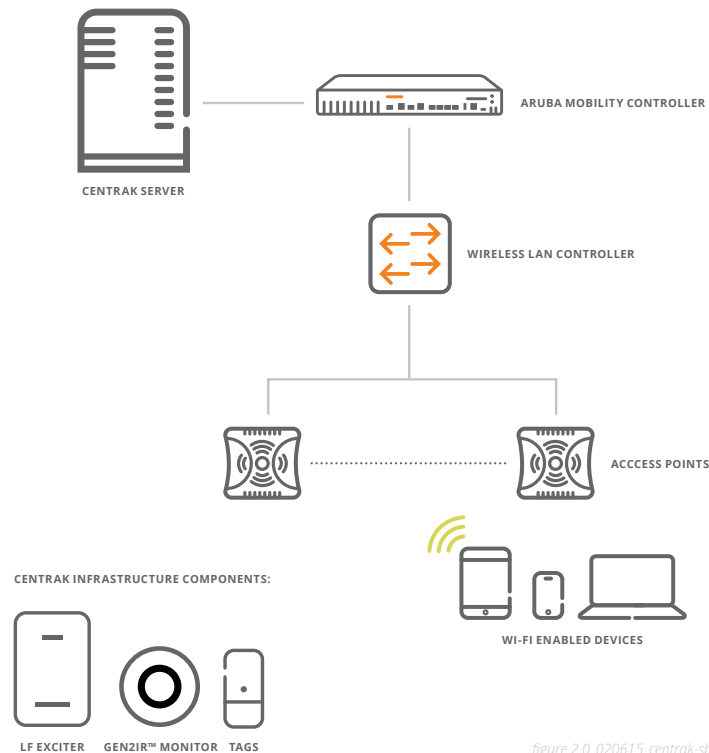 ARUBA MOBILITY CONTROLLER
CENTRAK SERVER
WIRELESS LAN CONTROLLER
ACCCESS POINTS
CENTRAK INFRASTRUCTURE COMPONENTS:
WI-FI ENABLED DEVICES
LF EXCITER GEN2IR™ MONITOR TAGS
figure 2.0_020615_centrak-sl